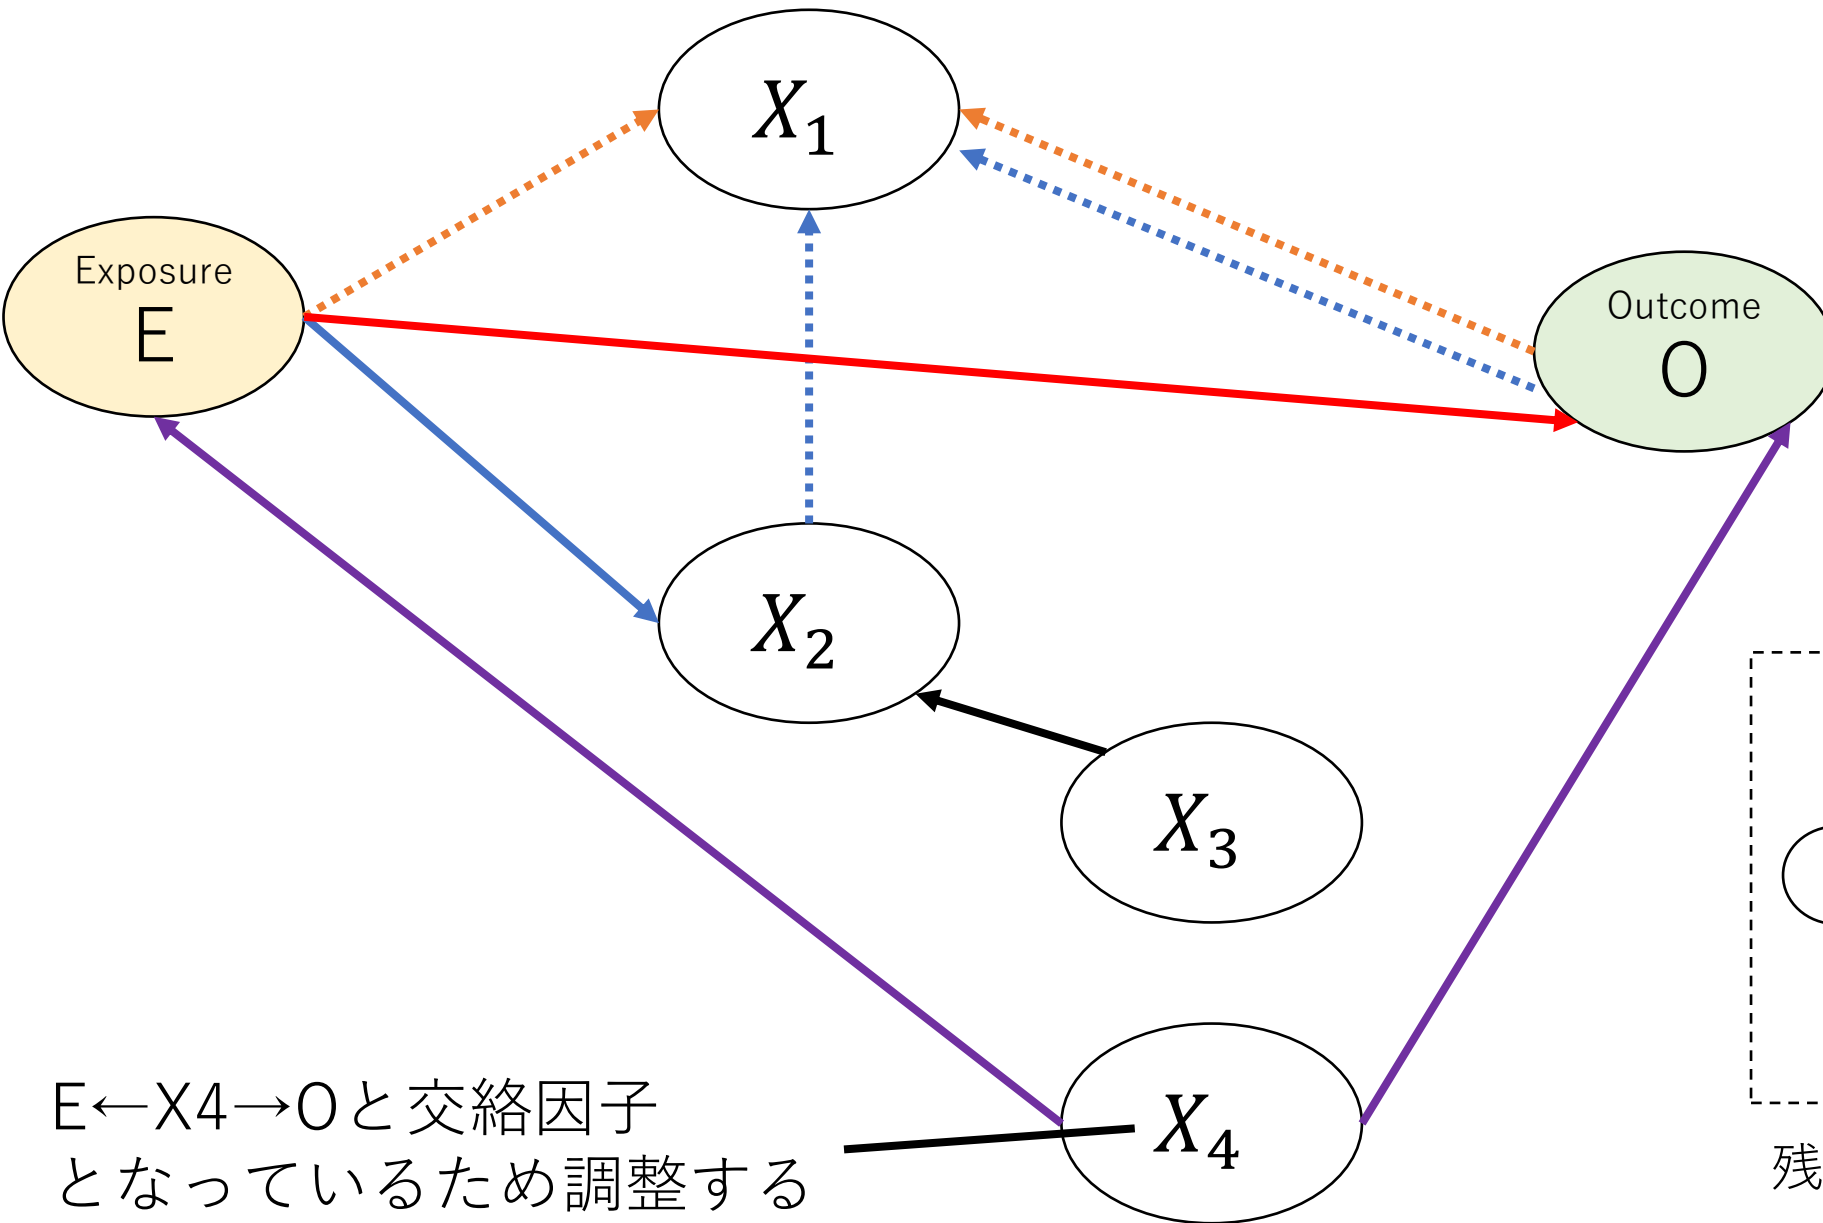 X₁
Exposure
E
Outcome
O
X₂
X₃
E←X4→Oと交絡因子
となっているため調整する
X₄
残